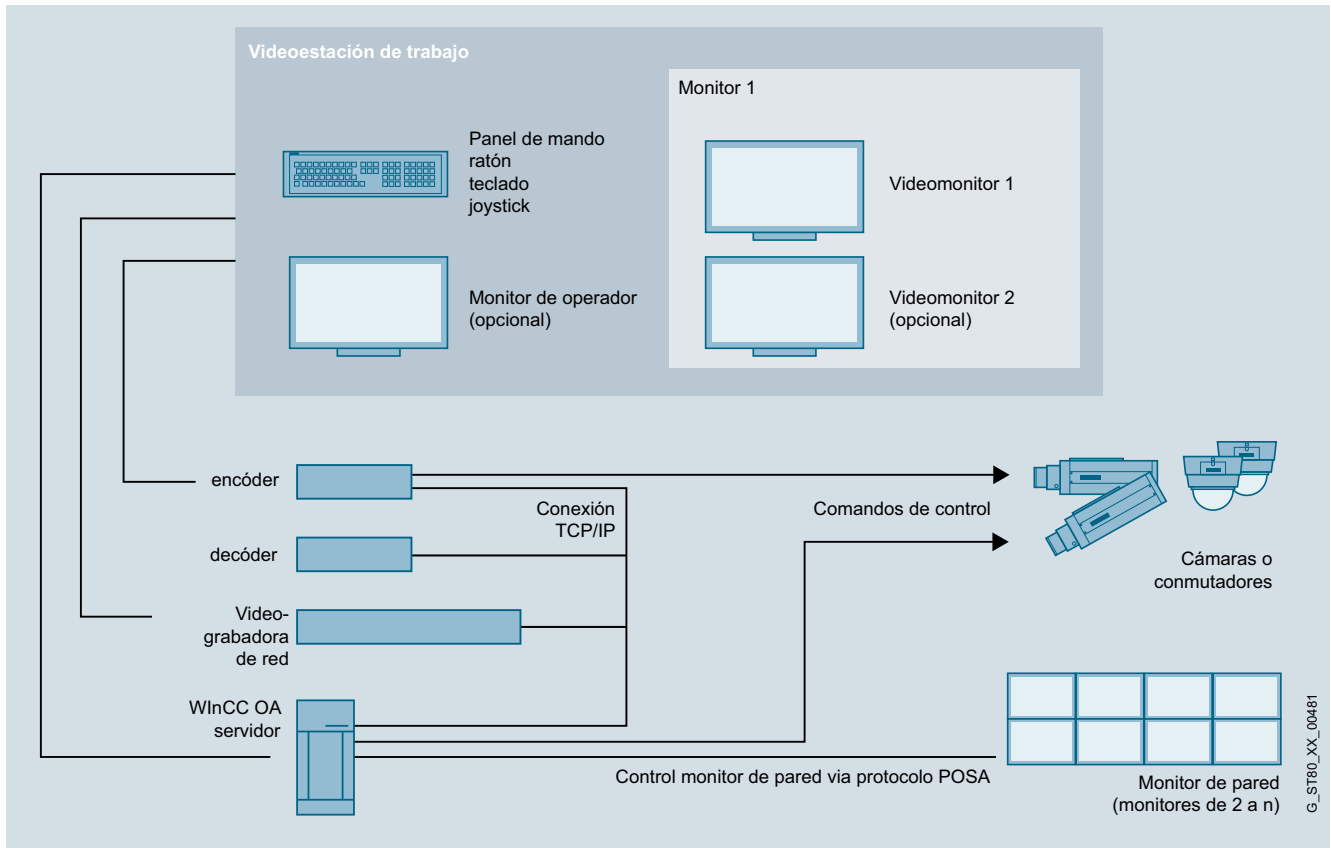 Videoestación de trabajo
Monitor 1
Panel de mando
ratón
teclado
joystick
Videomonitor 1
Monitor de operador
(opcional)
Videomonitor 2
(opcional)
encóder
Conexión
TCP/IP
Comandos de control
decóder
Cámaras o
conmutadores
Video-
grabadora
de red
WInCC OA
servidor
Control monitor de pared via protocolo POSA
Monitor de pared
(monitores de 2 a n)
G_ST80_XX_00481